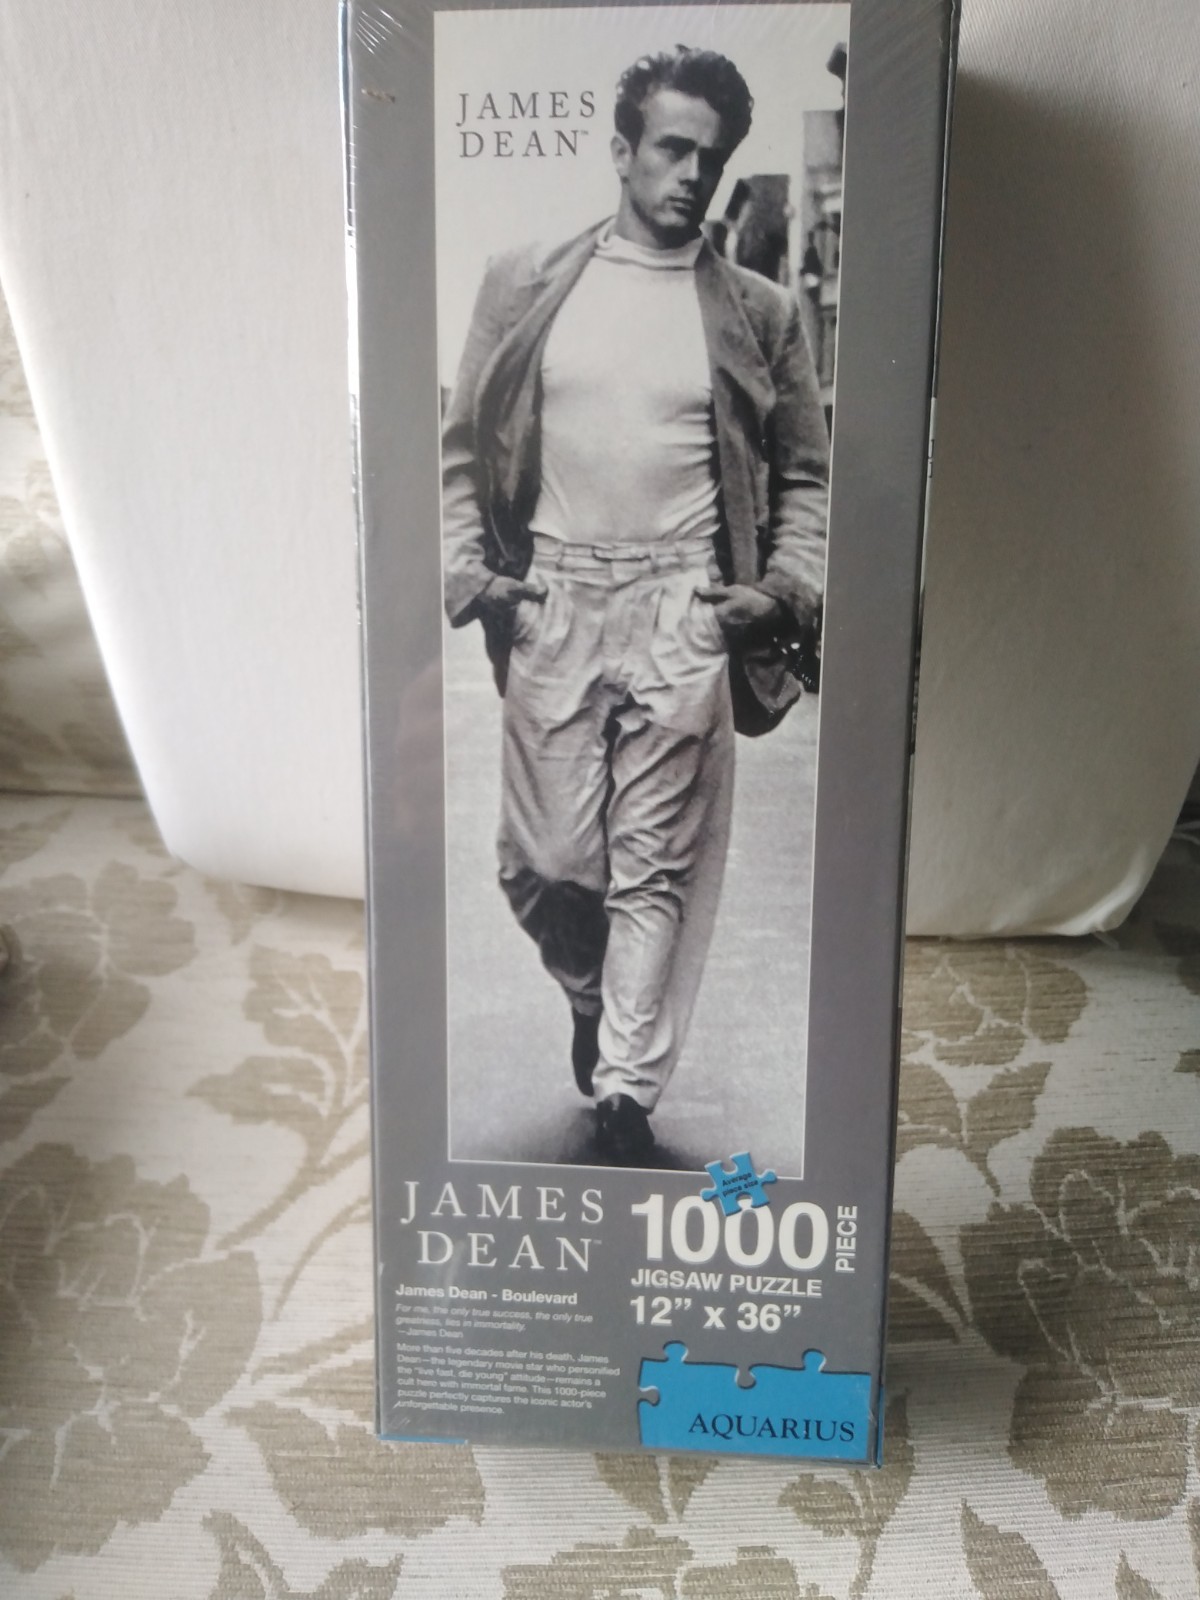 JAMES
DEAN™
JAMES
DEAN™
James Dean - Boulevard
For me, the only true success, the only true
greatness, lies in immortality.
—James Dean
More than five decades after his death, James
Dean—the legendary movie star who personified
the "live fast, die young" attitude—remains a
cult hero with immortal fame. This 1000-piece
puzzle perfectly captures the iconic actor's
unforgettable presence.
Average
piece size
1000
PIECE
JIGSAW PUZZLE
12” x 36”
AQUARIUS